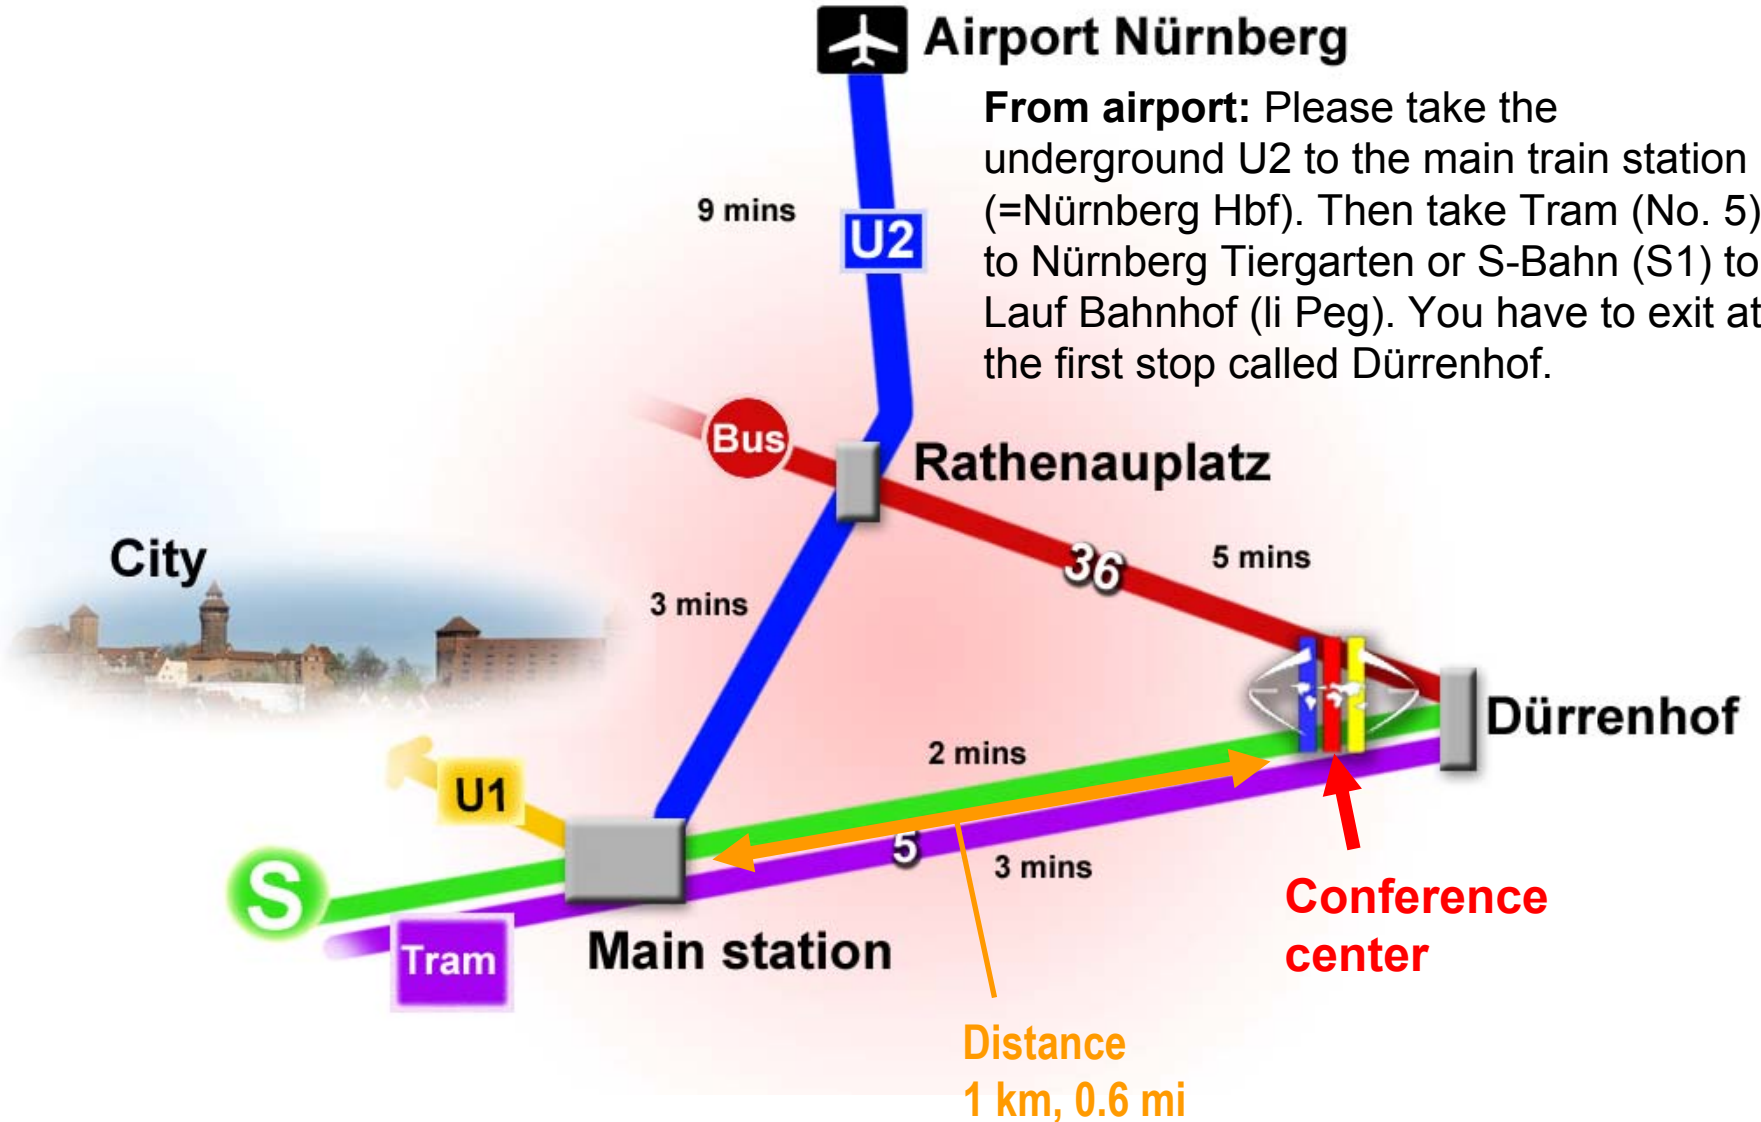 Airport Nürnberg
From airport: Please take the
underground U2 to the main train station
(=Nürnberg Hbf). Then take Tram (No. 5)
to Nürnberg Tiergarten or S-Bahn (S1) to
Lauf Bahnhof (li Peg). You have to exit at
the first stop called Dürrenhof.
9 mins
U2
Bus
Rathenauplatz
36
5 mins
City
3 mins
Dürrenhof
2 mins
U1
5
3 mins
S
Tram
Main station
Conference
center
Distance
1 km, 0.6 mi